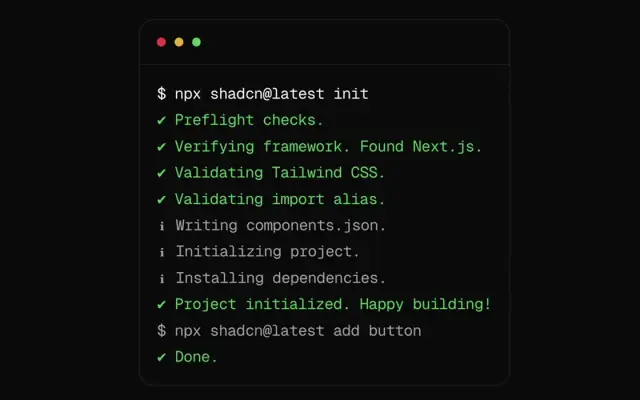 $ npx shadcn@latest init
✔ Preflight checks.
✔ Verifying framework. Found Next.js.
✔ Validating Tailwind CSS.
✔ Validating import alias.
ℹ Writing components.json.
ℹ Initializing project.
ℹ Installing dependencies.
✔ Project initialized. Happy building!
$ npx shadcn@latest add button
✔ Done.